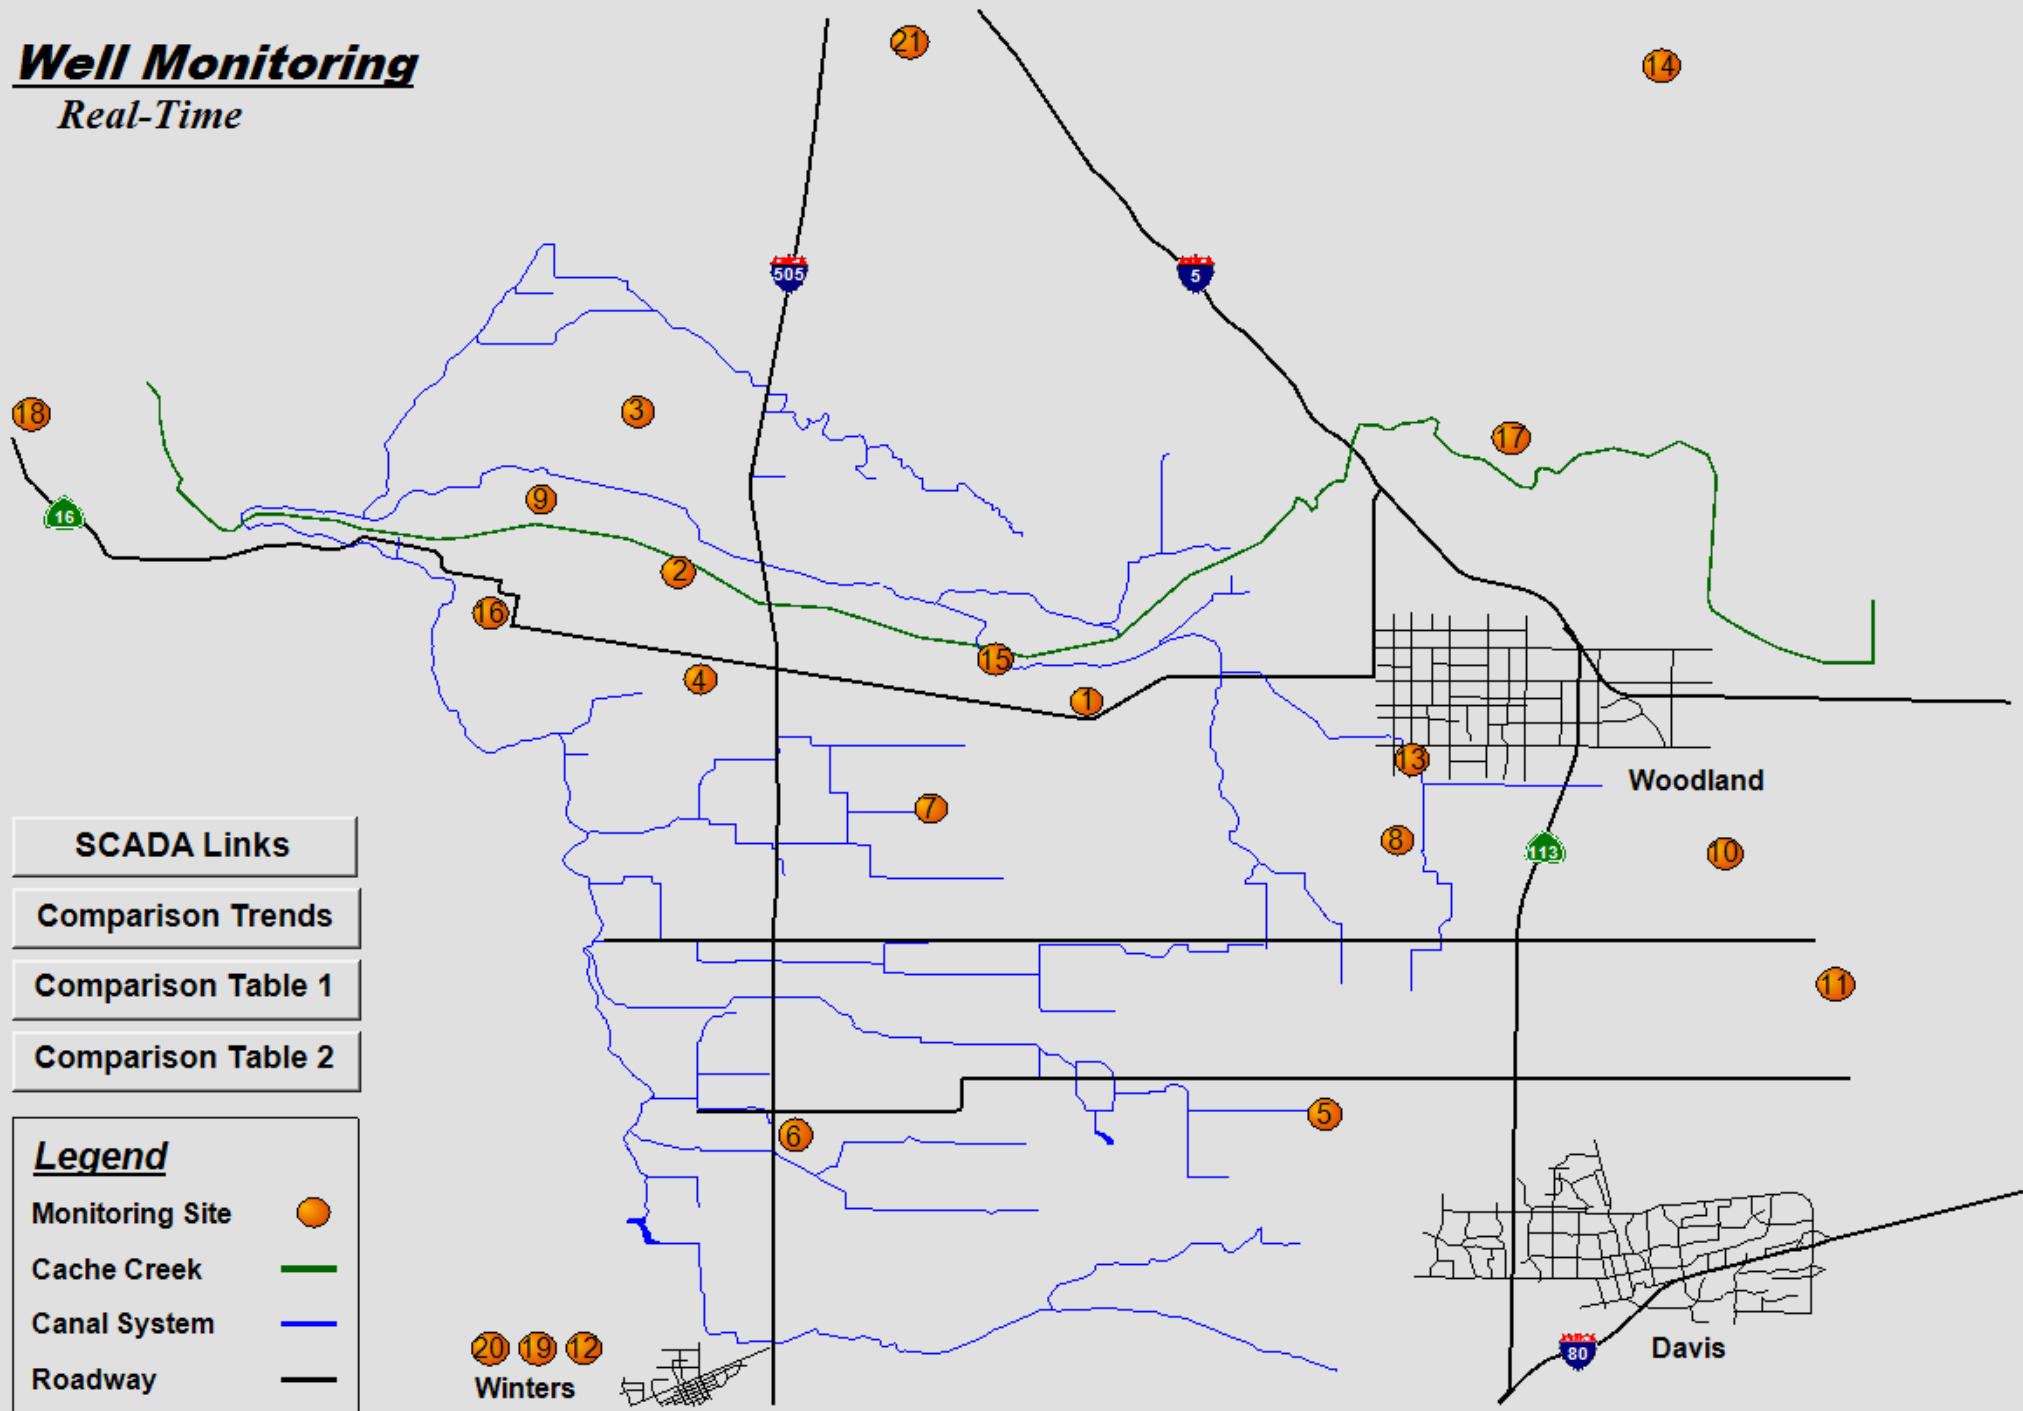 Well Monitoring
Real-Time
21
14
505
5
18
3
17
16
9
2
16
15
4
1
13
Woodland
7
8
113
10
SCADA Links
Comparison Trends
Comparison Table 1
11
Comparison Table 2
5
6
Legend
Monitoring Site
Cache Creek
Canal System
Roadway
20 19 12
Winters
80
Davis